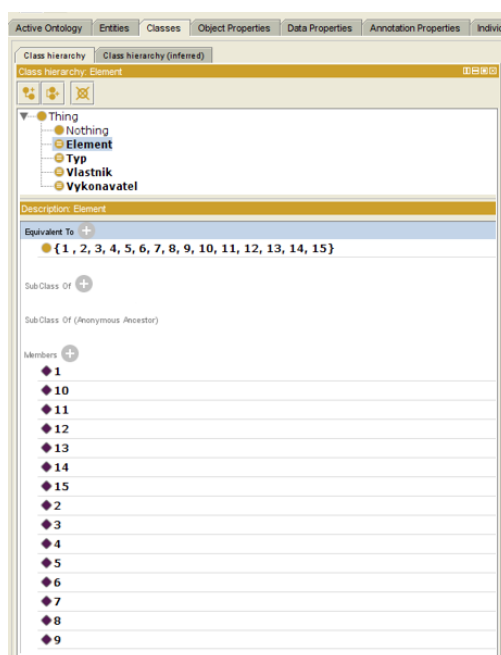 Active Ontology Entities Classes Object Properties Data Properties Annotation Properties Indivi
Class hierarchy Class hierarchy (inferred)
Class hierarchy: Element
Thing
Nothing
Element
Typ
Vlastnik
Vykonavatel
Description: Element
Equivalent To
{1 , 2, 3, 4, 5, 6, 7, 8, 9, 10, 11, 12, 13, 14, 15}
SubClass Of
SubClass Of (Anonymous Ancestor)
Members
1
10
11
12
13
14
15
2
3
4
5
6
7
8
9